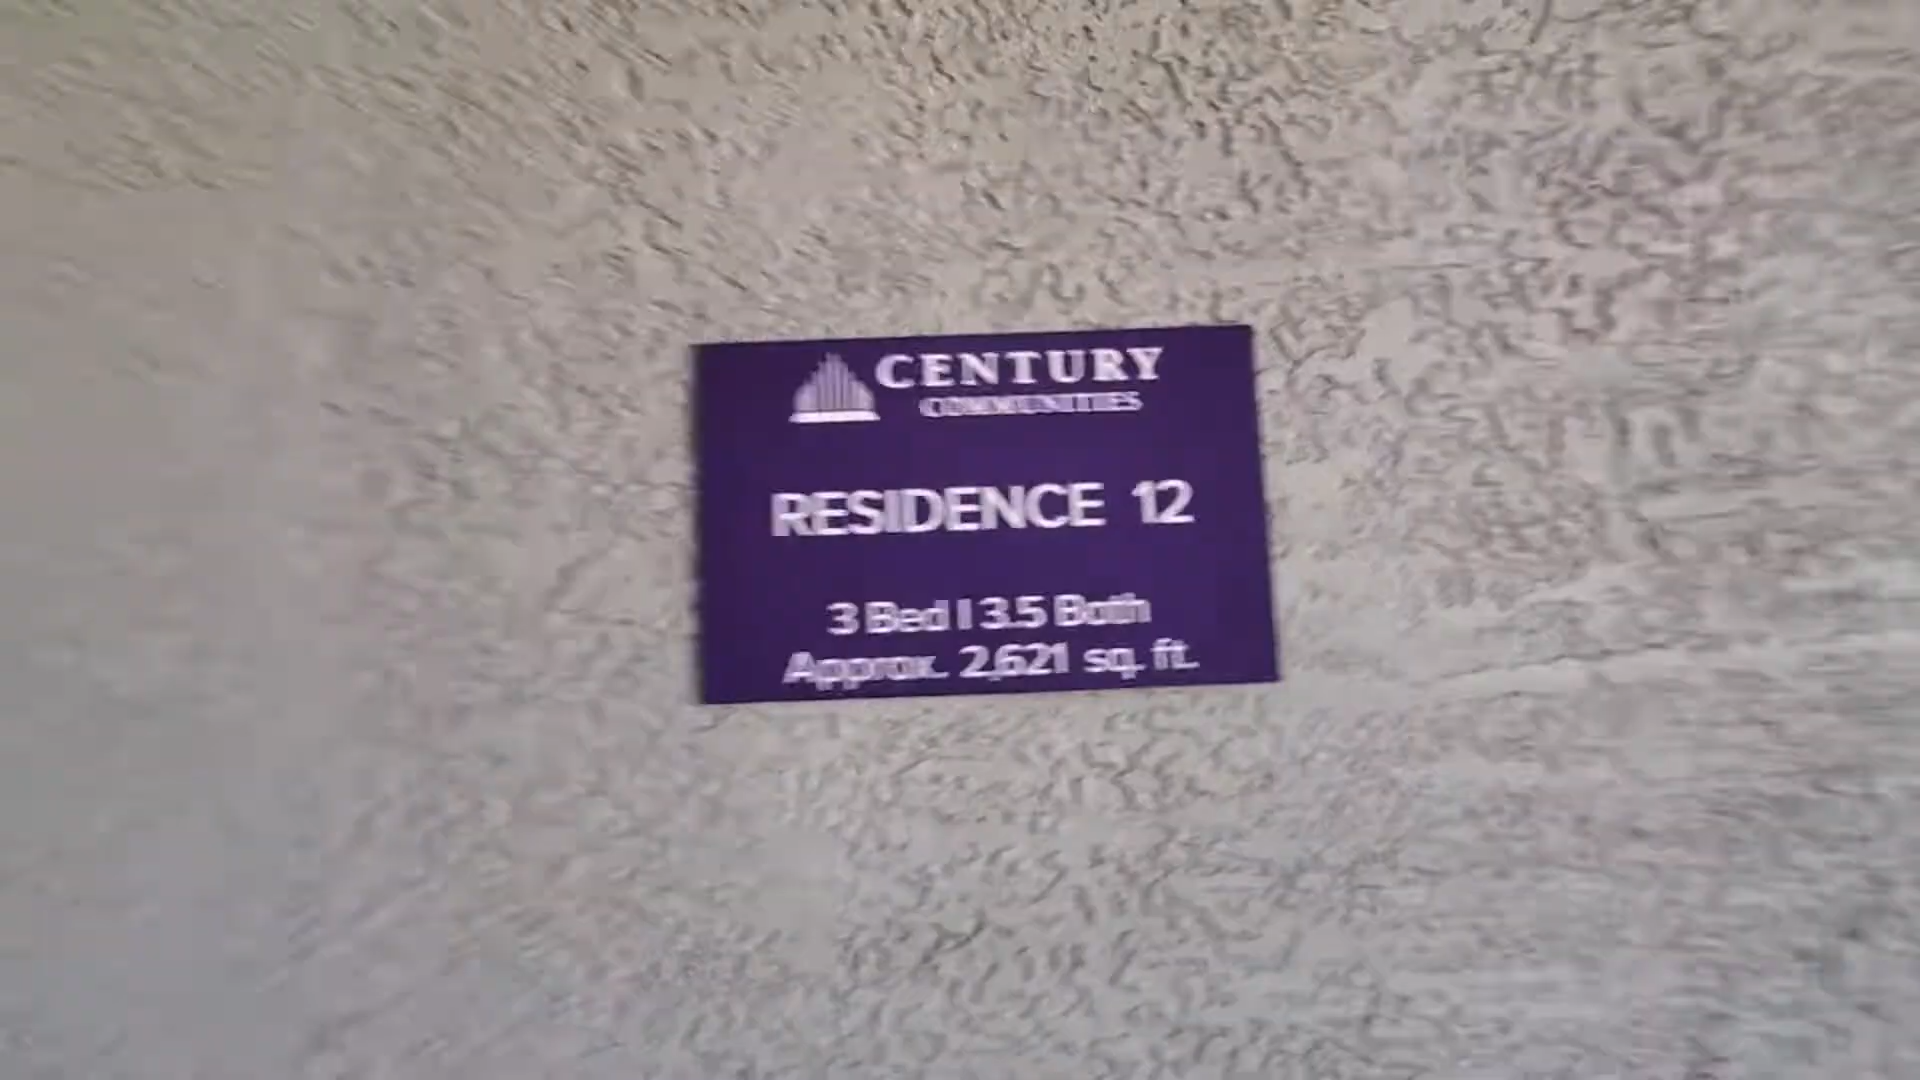 CENTURY
COMMUNITIES
RESIDENCE 12
3 Bed | 3.5 Bath
Approx. 2,621 sq. ft.